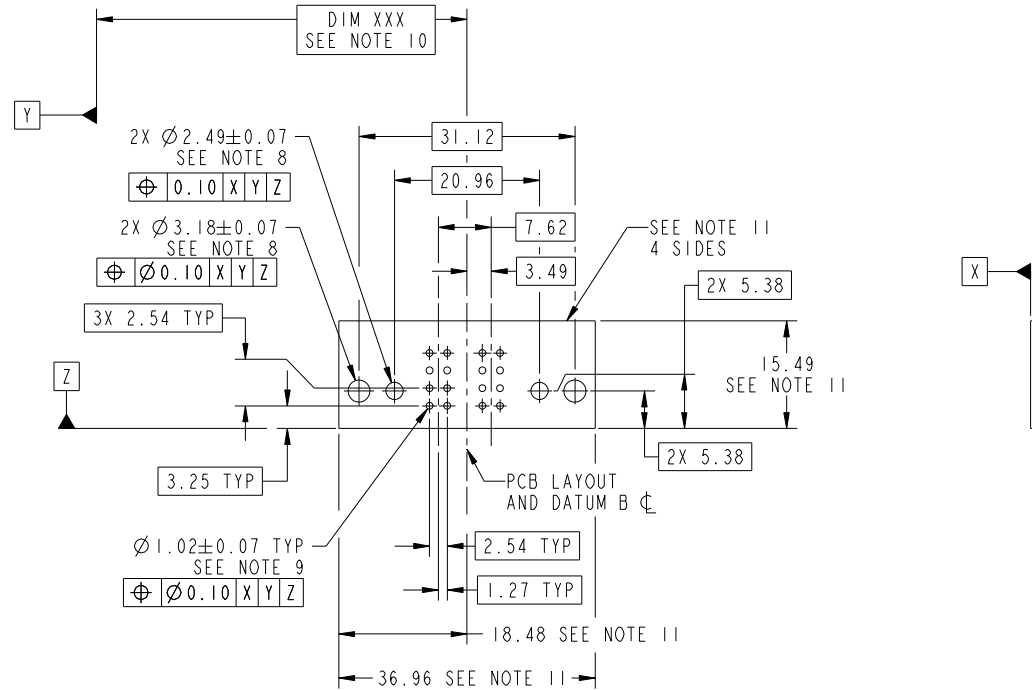 DIM XXX
SEE NOTE 10
Y
2X Ø2.49±0.07
SEE NOTE 8
⌖ 0.10 X Y Z
31.12
20.96
2X Ø3.18±0.07
SEE NOTE 8
⌖ Ø0.10 X Y Z
7.62
SEE NOTE 11
4 SIDES
3.49
X
2X 5.38
3X 2.54 TYP
15.49
SEE NOTE 11
Z
2X 5.38
3.25 TYP
PCB LAYOUT
AND DATUM B ℄
Ø1.02±0.07 TYP
SEE NOTE 9
⌖ Ø0.10 X Y Z
2.54 TYP
1.27 TYP
18.48 SEE NOTE 11
36.96 SEE NOTE 11